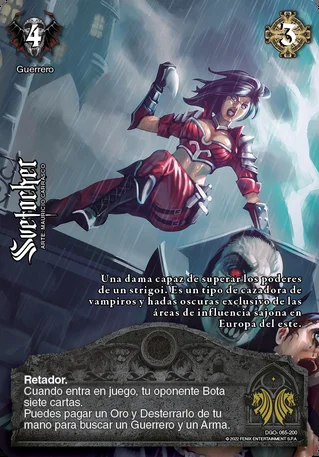 4
3
Guerrero
Svetocher
ARTE: MAURICIO CARRASCO
Una dama capaz de superar los poderes
de un strigoi. Es un tipo de cazadora de
vampiros y hadas oscuras exclusivo de las
áreas de influencia sajona en
Europa del este.
Retador.
Cuando entra en juego, tu oponente Bota
siete cartas.
Puedes pagar un Oro y Desterrarlo de tu
mano para buscar un Guerrero y un Arma.
DGO- 065-200
© 2022 FENIX ENTERTAINMENT S.P.A.